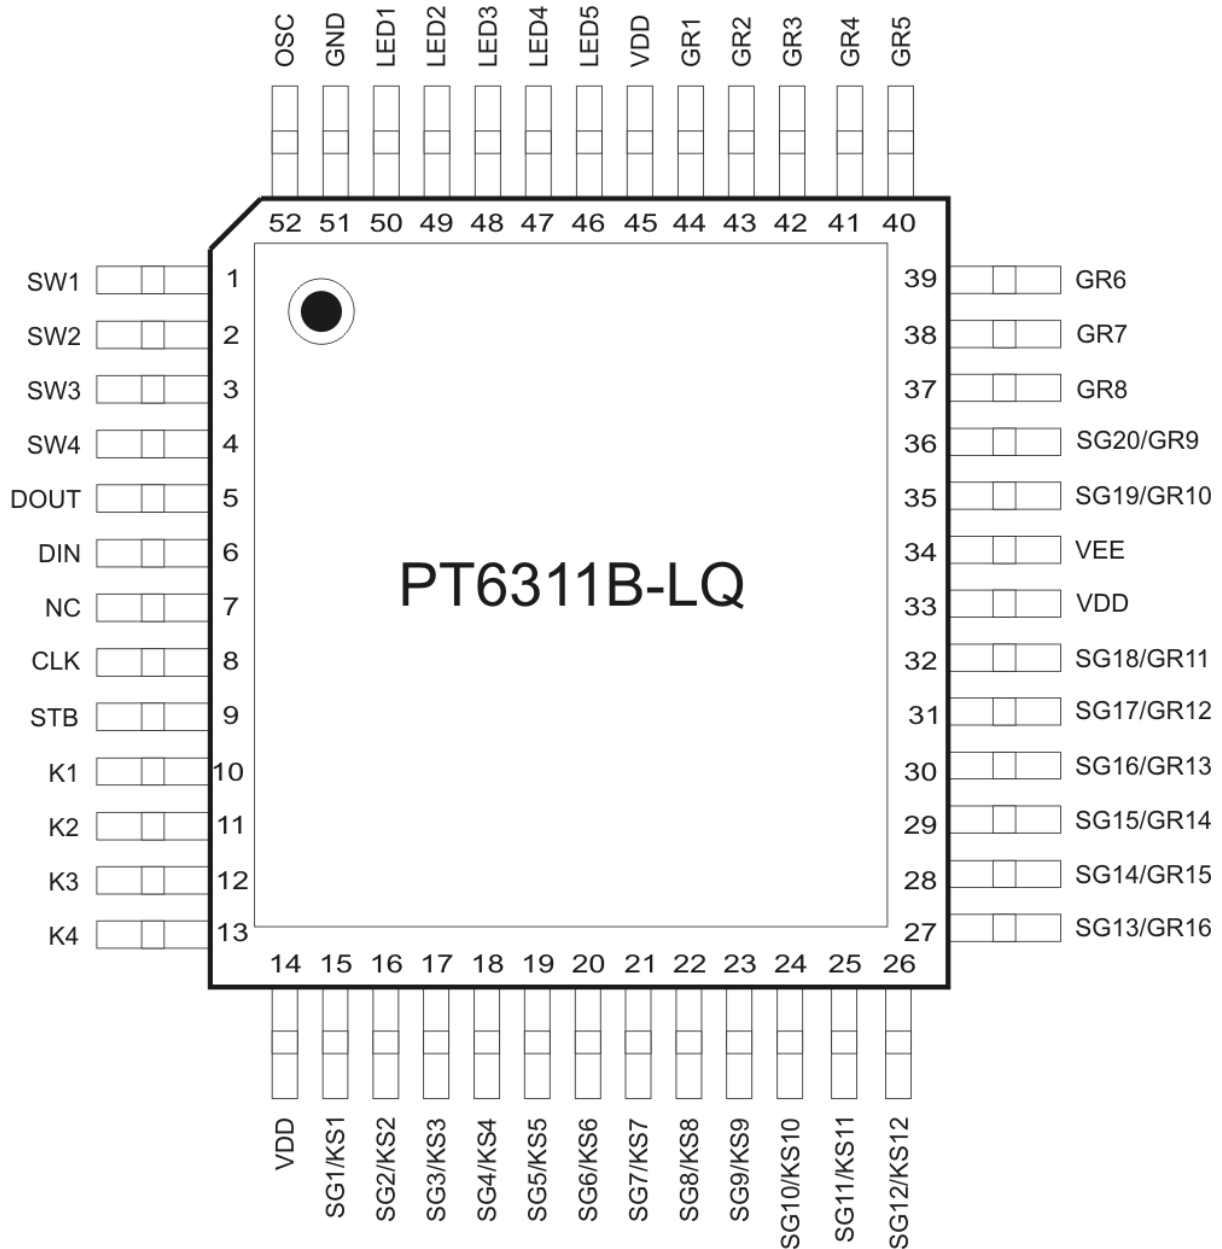 OSC
GND
LED1
LED2
LED3
LED4
LED5
VDD
GR1
GR2
GR3
GR4
GR5
52
51
50
49
48
47
46
45
44
43
42
41
40
SW1
1
SW2
2
SW3
3
SW4
4
DOUT
5
DIN
6
NC
7
CLK
8
STB
9
K1
10
K2
11
K3
12
K4
13
PT6311B-LQ
39
GR6
38
GR7
37
GR8
36
SG20/GR9
35
SG19/GR10
34
VEE
33
VDD
32
SG18/GR11
31
SG17/GR12
30
SG16/GR13
29
SG15/GR14
28
SG14/GR15
27
SG13/GR16
14
15
16
17
18
19
20
21
22
23
24
25
26
VDD
SG1/KS1
SG2/KS2
SG3/KS3
SG4/KS4
SG5/KS5
SG6/KS6
SG7/KS7
SG8/KS8
SG9/KS9
SG10/KS10
SG11/KS11
SG12/KS12